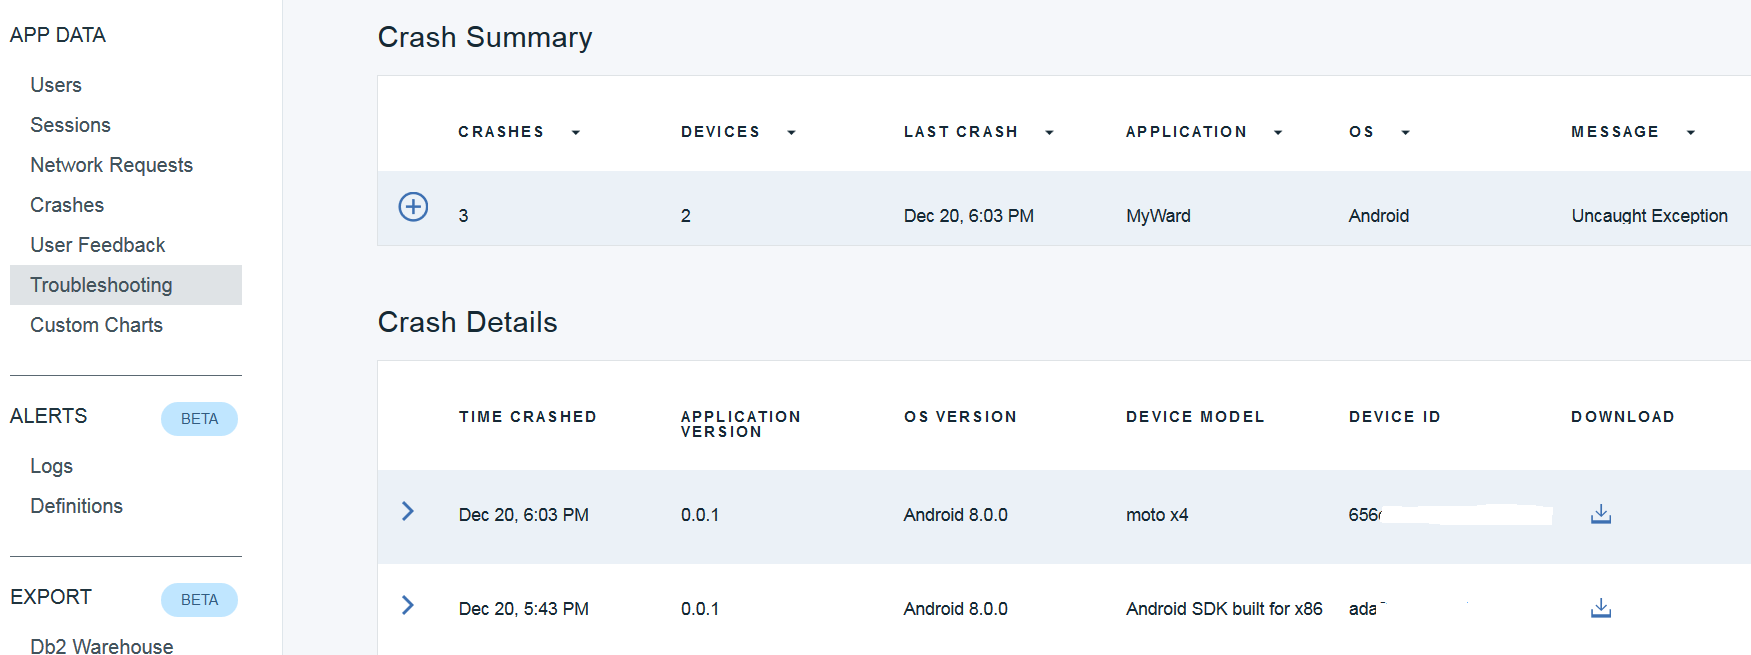 APP DATA
Users
Sessions
Network Requests
Crashes
User Feedback
Troubleshooting
Custom Charts
ALERTS BETA
Logs
Definitions
EXPORT BETA
Db2 Warehouse
Crash Summary
CRASHES DEVICES LAST CRASH APPLICATION OS MESSAGE
3 2 Dec 20, 6:03 PM MyWard Android Uncaught Exception
Crash Details
TIME CRASHED APPLICATION VERSION OS VERSION DEVICE MODEL DEVICE ID DOWNLOAD
Dec 20, 6:03 PM 0.0.1 Android 8.0.0 moto x4 656
Dec 20, 5:43 PM 0.0.1 Android 8.0.0 Android SDK built for x86 ada